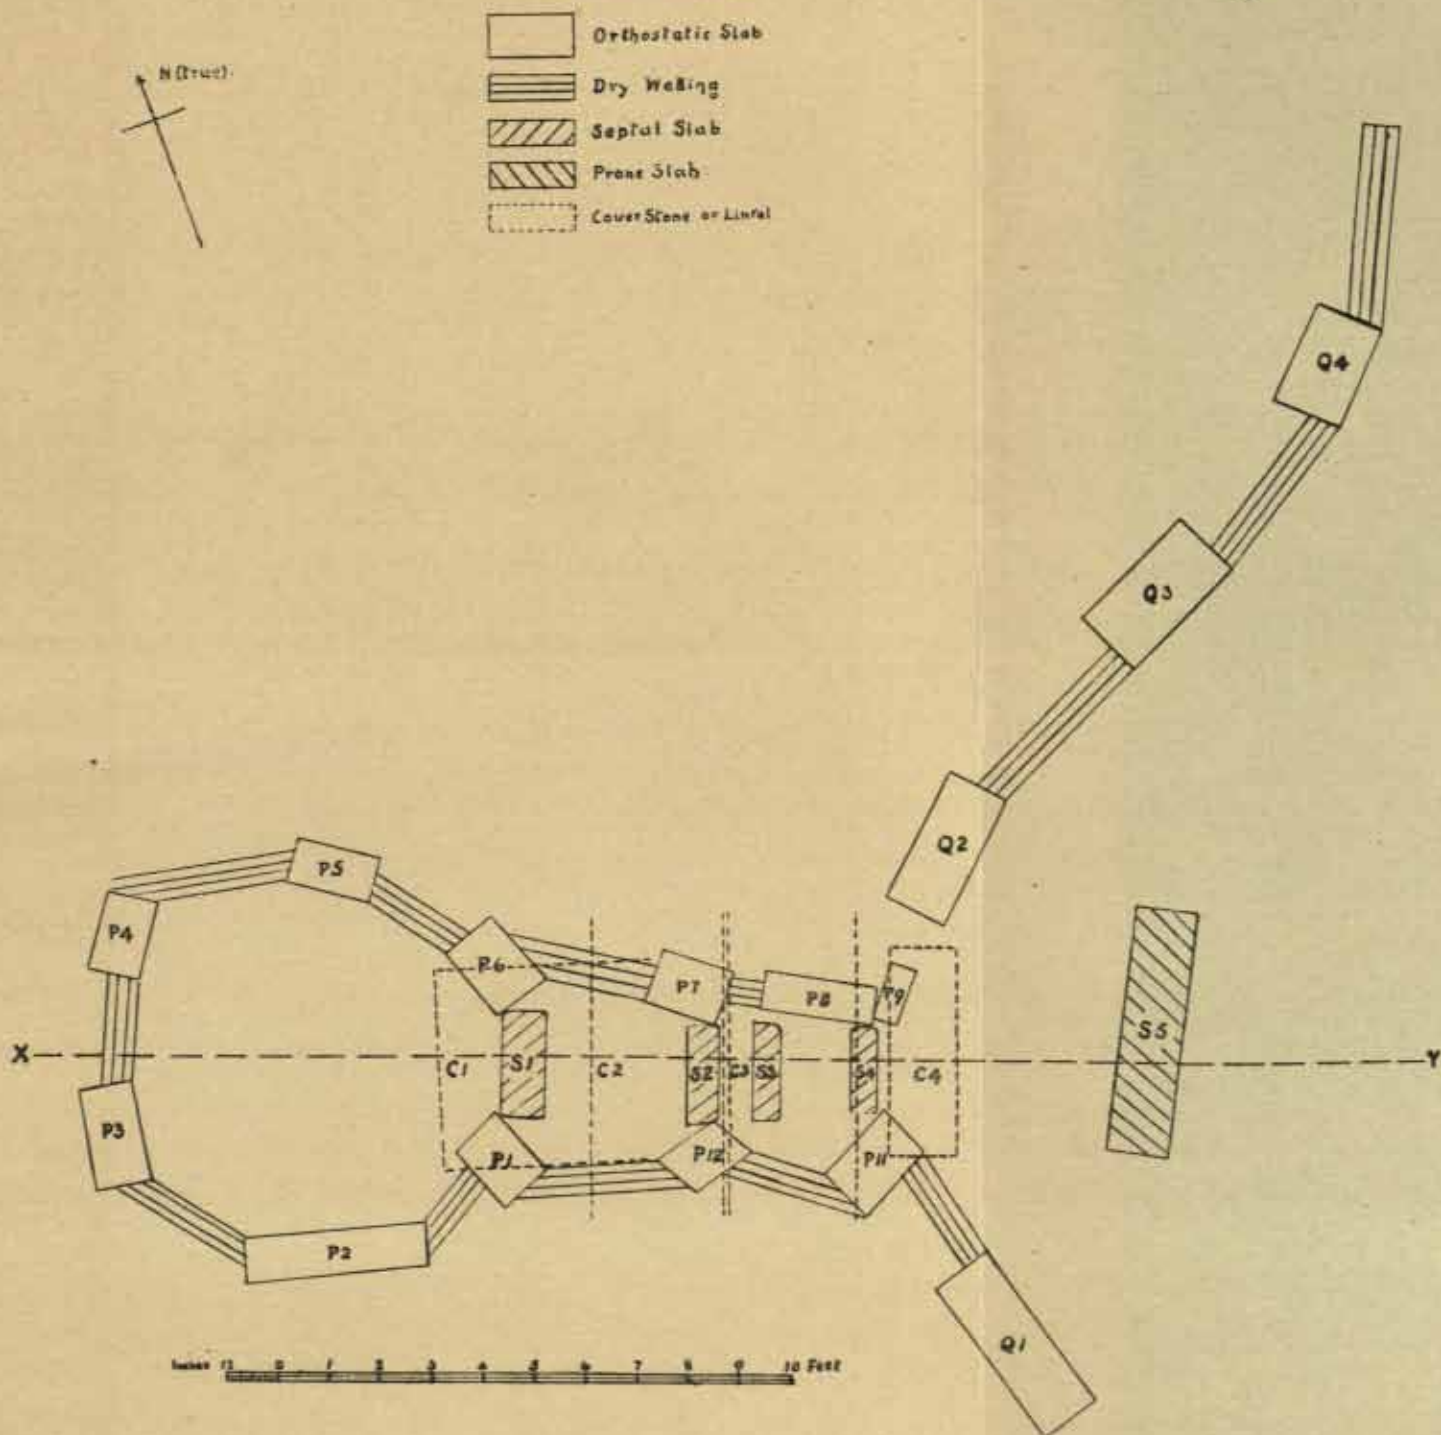 N (true).
Orthostatic Slab
Dry Walling
Septal Slab
Prone Slab
Cover Stone or Lintel
Q4
Q3
Q2
P5
P4
P6
P7
P8
P9
S5
X
C1
S1
C2
S2
C3
S3
S4
C4
Y
P3
P1
P12
P11
P2
Q1
Inches 12 0 1 2 3 4 5 6 7 8 9 10 Feet